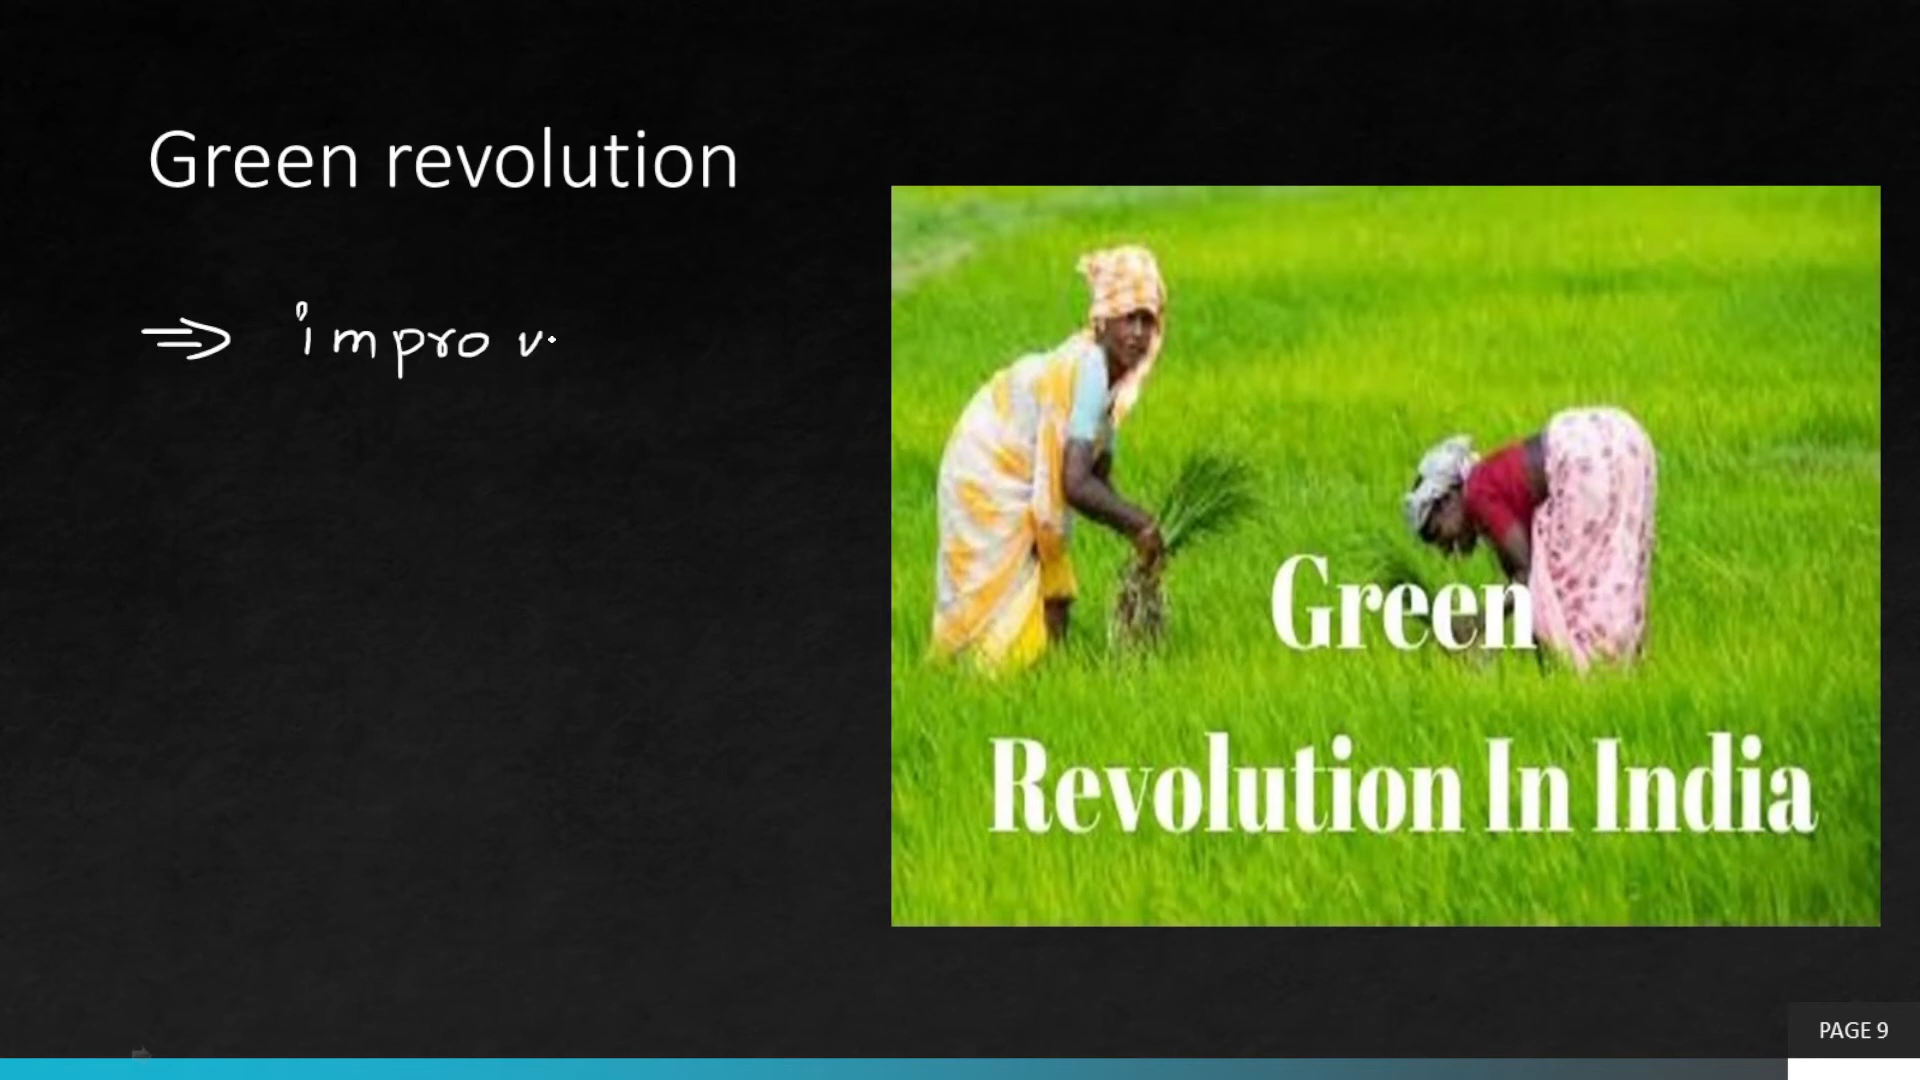 Green revolution
⇒ improv
Green
Revolution In India
PAGE 9